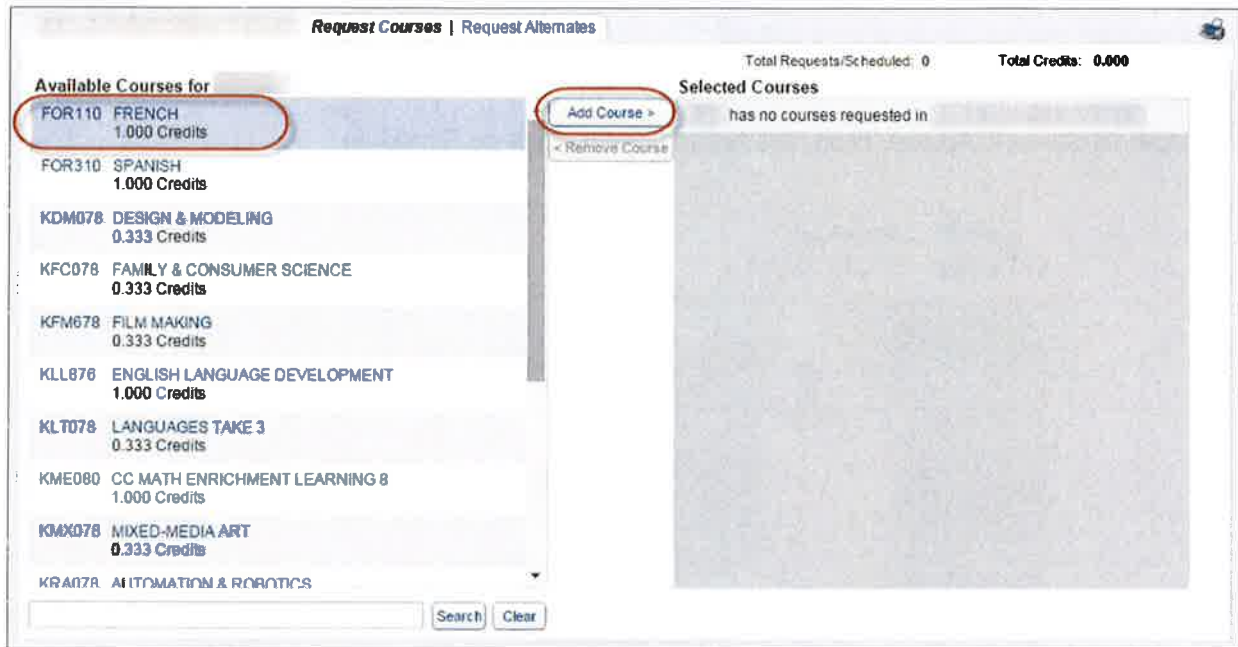 Request Courses | Request Alternates
Total Requests/Scheduled: 0 Total Credits: 0.000
Available Courses for
Selected Courses
FOR110 FRENCH
1.000 Credits
Add Course >
has no courses requested in
< Remove Course
FOR310 SPANISH
1.000 Credits
KDM078 DESIGN & MODELING
0.333 Credits
KFC078 FAMILY & CONSUMER SCIENCE
0.333 Credits
KFM678 FILM MAKING
0.333 Credits
KLL876 ENGLISH LANGUAGE DEVELOPMENT
1.000 Credits
KLT078 LANGUAGES TAKE 3
0.333 Credits
KME080 CC MATH ENRICHMENT LEARNING 8
1.000 Credits
KMX078 MIXED-MEDIA ART
0.333 Credits
KRA078 AUTOMATION & ROBOTICS
Search Clear